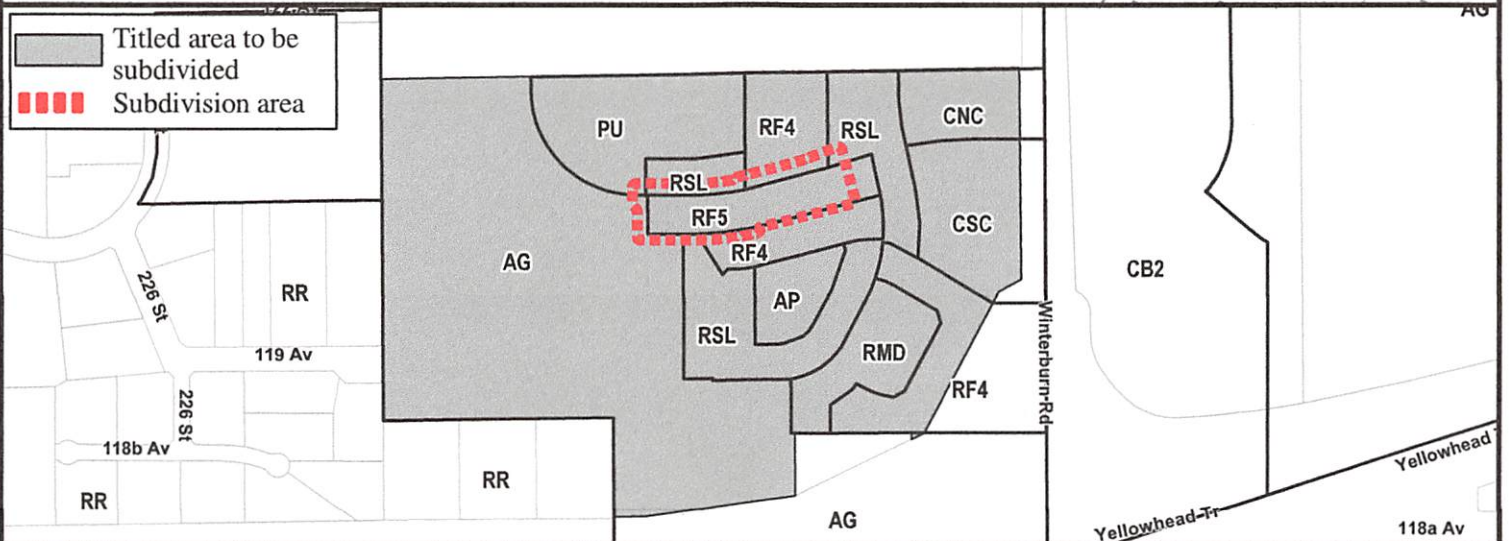 AG
Titled area to be
subdivided
Subdivision area
PU
RF4
RSL
CNC
RSL
RF5
CSC
RF4
AG
CB2
226 St
RR
AP
RSL
119 Av
RMD
Winterburn Rd
RF4
226 St
118b Av
RR
RR
AG
Yellowhead Tr
Yellowhead
118a Av